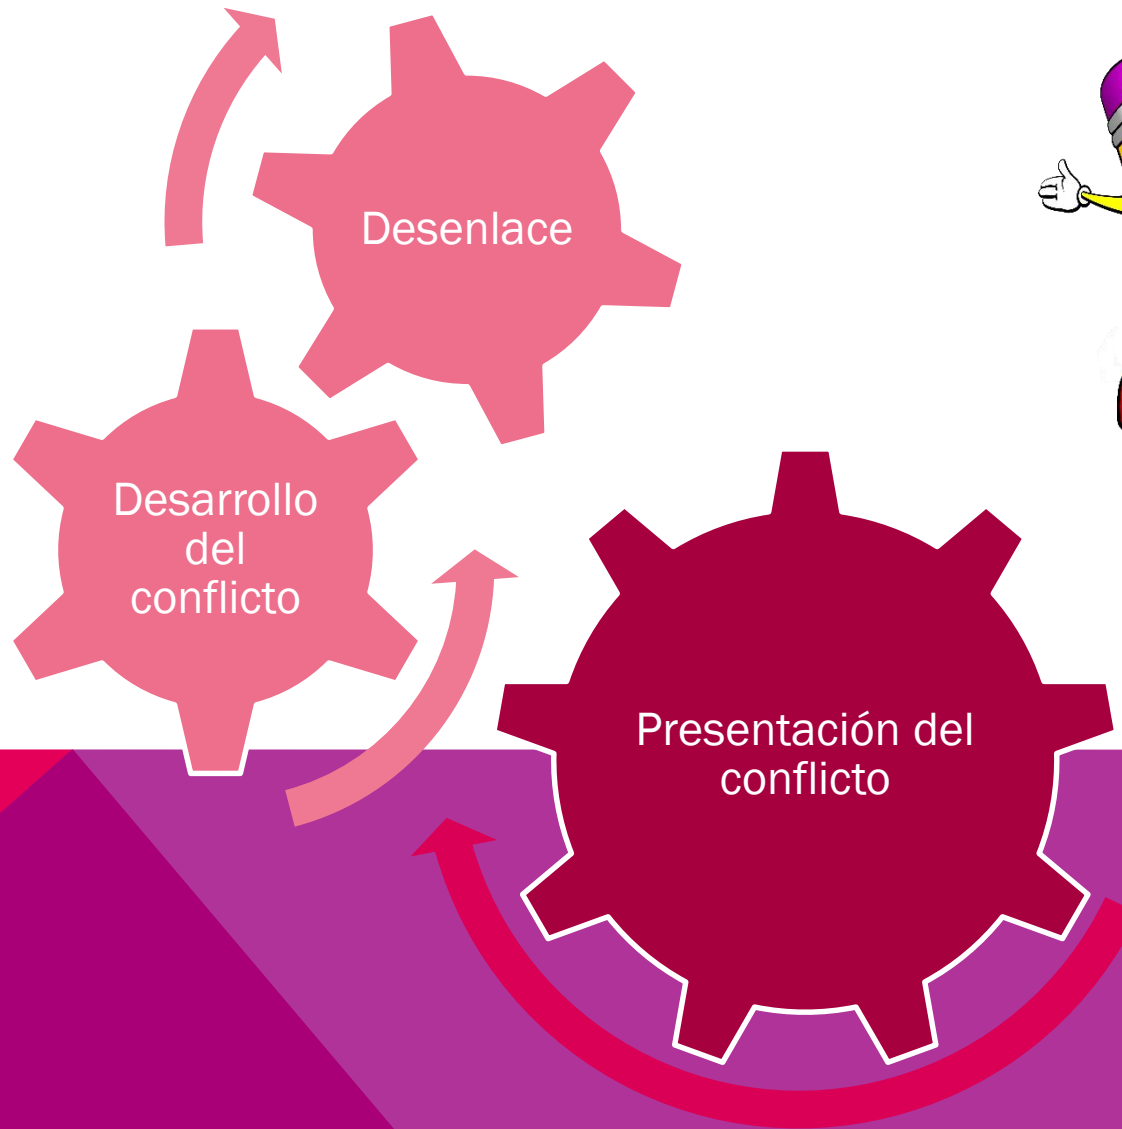 Desenlace
Desarrollo
del
conflicto
Presentación del
conflicto